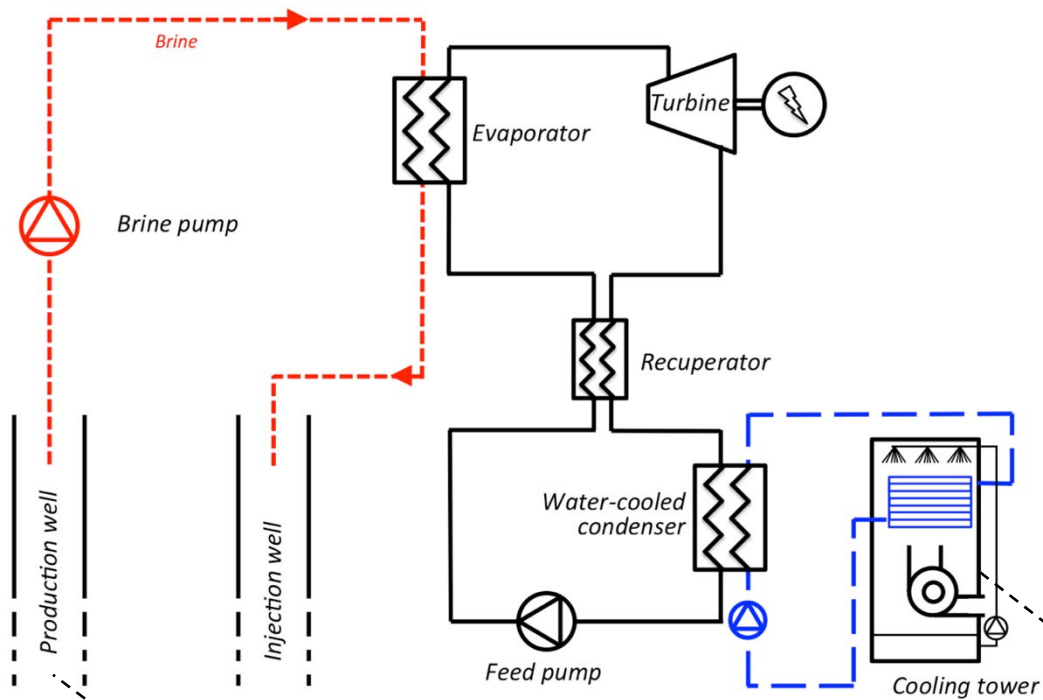 Brine
Turbine
Evaporator
Brine pump
Recuperator
Water-cooled
condenser
Production well
Injection well
Feed pump
Cooling tower